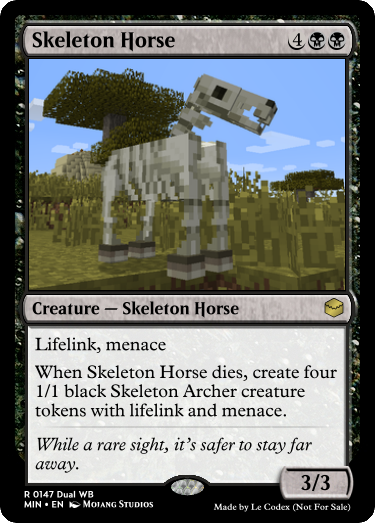 Skeleton Horse 4
Creature — Skeleton Horse
Lifelink, menace
When Skeleton Horse dies, create four
1/1 black Skeleton Archer creature
tokens with lifelink and menace.
While a rare sight, it’s safer to stay far
away.
3/3
R 0147 Dual WB
MIN • EN Mojang Studios
Made by Le Codex (Not For Sale)